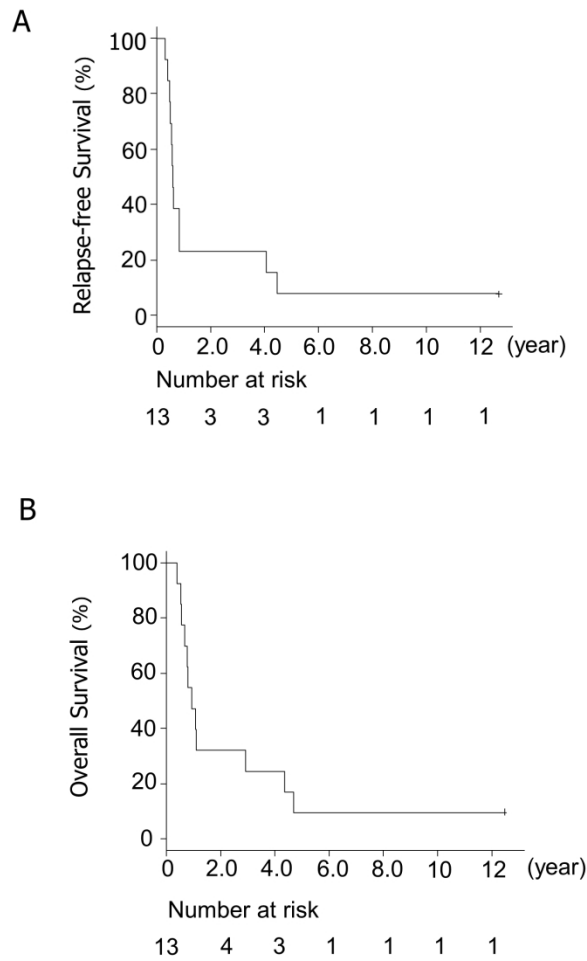 A
Relapse-free Survival (%)
100
80
60
40
20
0
0 2.0 4.0 6.0 8.0 10 12 (year)
Number at risk
13 3 3 1 1 1 1
B
Overall Survival (%)
100
80
60
40
20
0
0 2.0 4.0 6.0 8.0 10 12 (year)
Number at risk
13 4 3 1 1 1 1